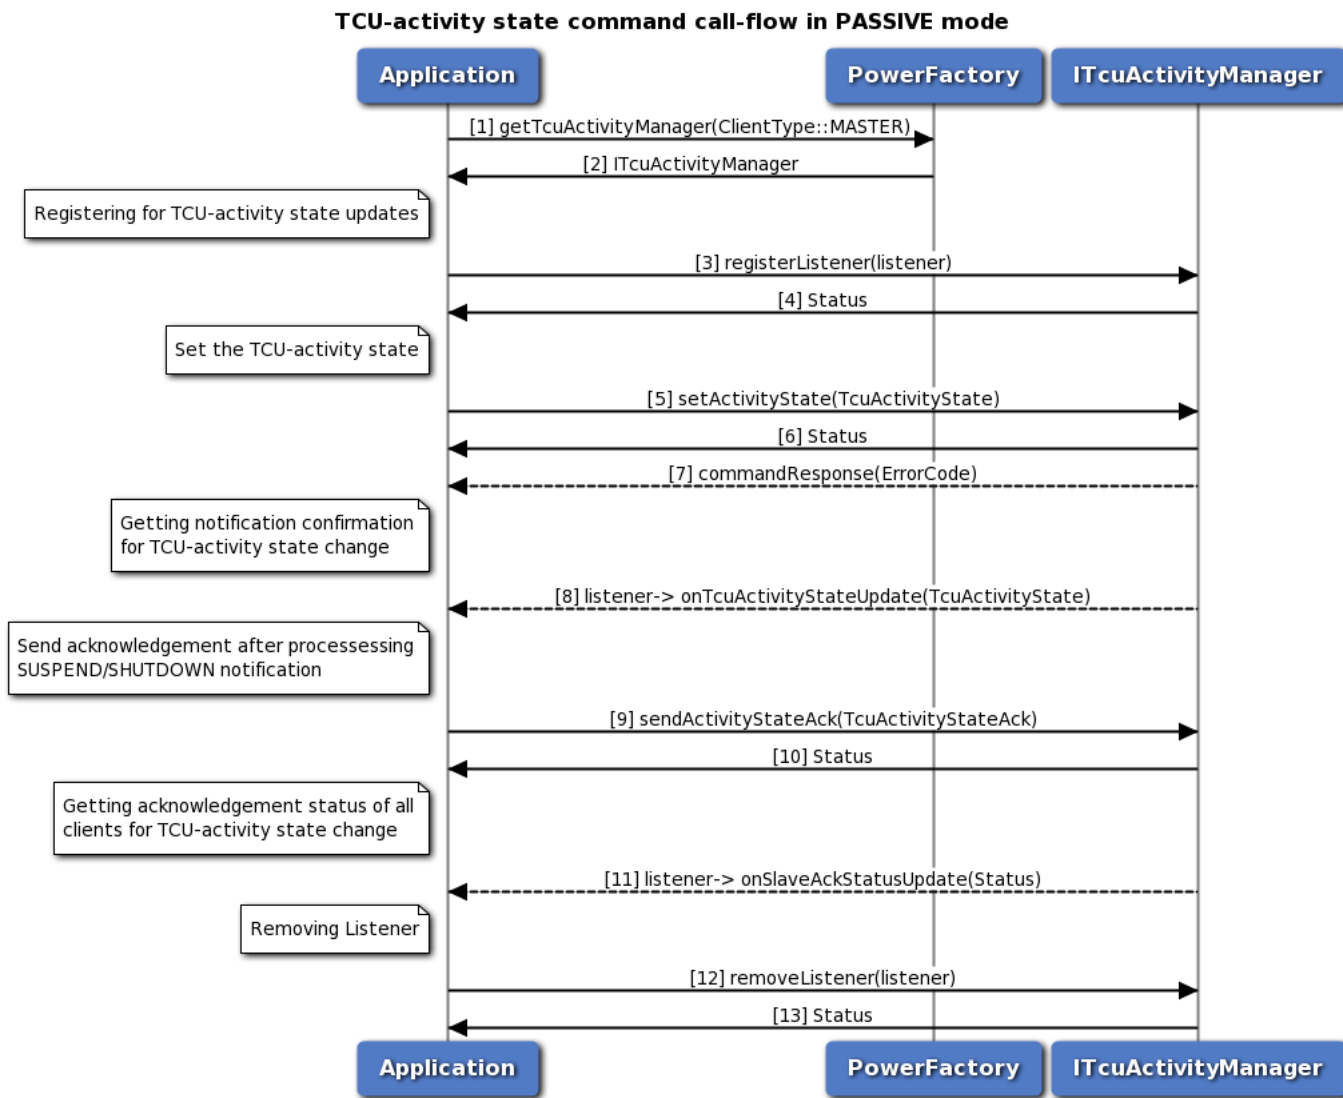 TCU-activity state command call-flow in PASSIVE mode
Application
PowerFactory
ITcuActivityManager
[1] getTcuActivityManager(ClientType::MASTER)
[2] ITcuActivityManager
Registering for TCU-activity state updates
[3] registerListener(listener)
[4] Status
Set the TCU-activity state
[5] setActivityState(TcuActivityState)
[6] Status
[7] commandResponse(ErrorCode)
Getting notification confirmation
for TCU-activity state change
[8] listener-> onTcuActivityStateUpdate(TcuActivityState)
Send acknowledgement after processessing
SUSPEND/SHUTDOWN notification
[9] sendActivityStateAck(TcuActivityStateAck)
[10] Status
Getting acknowledgement status of all
clients for TCU-activity state change
[11] listener-> onSlaveAckStatusUpdate(Status)
Removing Listener
[12] removeListener(listener)
[13] Status
Application
PowerFactory
ITcuActivityManager